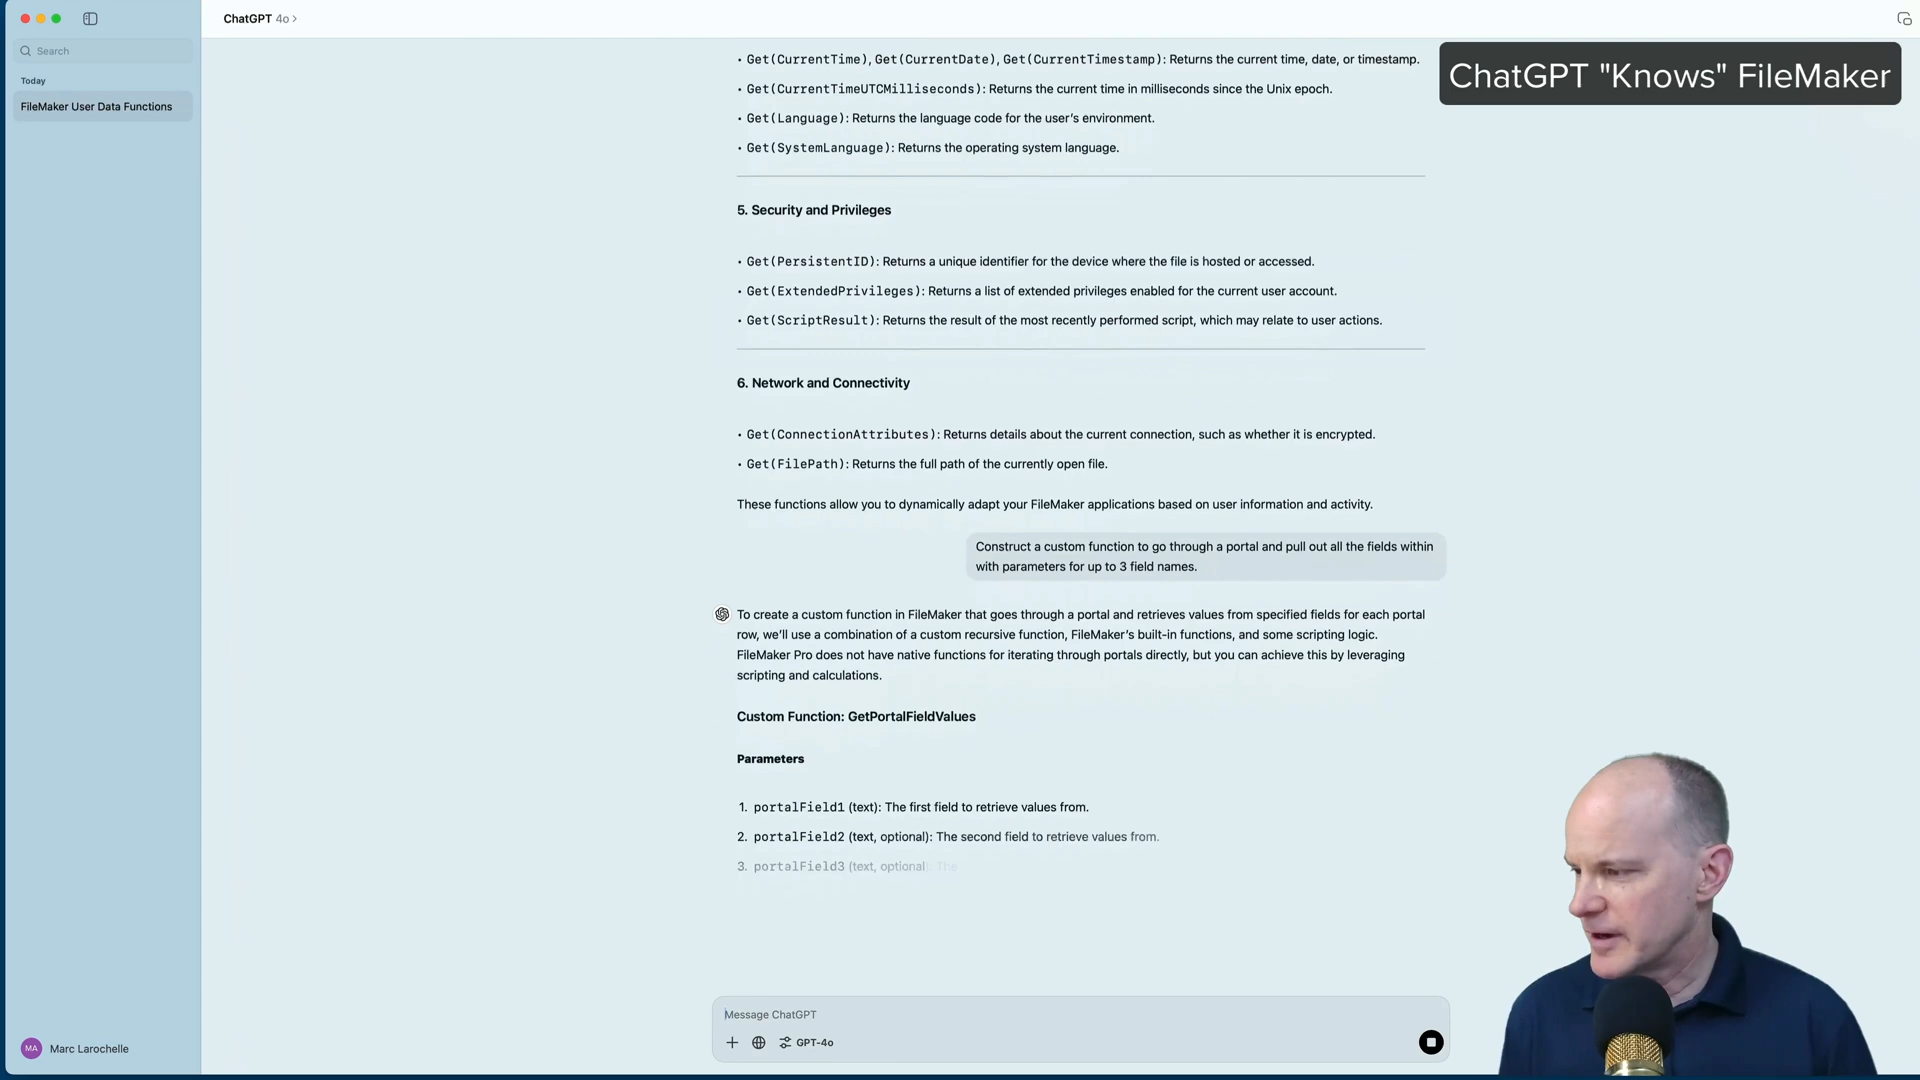 ChatGPT 4o >
Search
Today
FileMaker User Data Functions
ChatGPT "Knows" FileMaker
• Get(CurrentTime), Get(CurrentDate), Get(CurrentTimestamp): Returns the current time, date, or timestamp.
• Get(CurrentTimeUTCMilliseconds): Returns the current time in milliseconds since the Unix epoch.
• Get(Language): Returns the language code for the user's environment.
• Get(SystemLanguage): Returns the operating system language.
5. Security and Privileges
• Get(PersistentID): Returns a unique identifier for the device where the file is hosted or accessed.
• Get(ExtendedPrivileges): Returns a list of extended privileges enabled for the current user account.
• Get(ScriptResult): Returns the result of the most recently performed script, which may relate to user actions.
6. Network and Connectivity
• Get(ConnectionAttributes): Returns details about the current connection, such as whether it is encrypted.
• Get(FilePath): Returns the full path of the currently open file.
These functions allow you to dynamically adapt your FileMaker applications based on user information and activity.
Construct a custom function to go through a portal and pull out all the fields within
with parameters for up to 3 field names.
To create a custom function in FileMaker that goes through a portal and retrieves values from specified fields for each portal
row, we'll use a combination of a custom recursive function, FileMaker's built-in functions, and some scripting logic.
FileMaker Pro does not have native functions for iterating through portals directly, but you can achieve this by leveraging
scripting and calculations.
Custom Function: GetPortalFieldValues
Parameters
1. portalField1 (text): The first field to retrieve values from.
2. portalField2 (text, optional): The second field to retrieve values from.
3. portalField3 (text, optional): The
Message ChatGPT
GPT-4o
MA Marc Larochelle